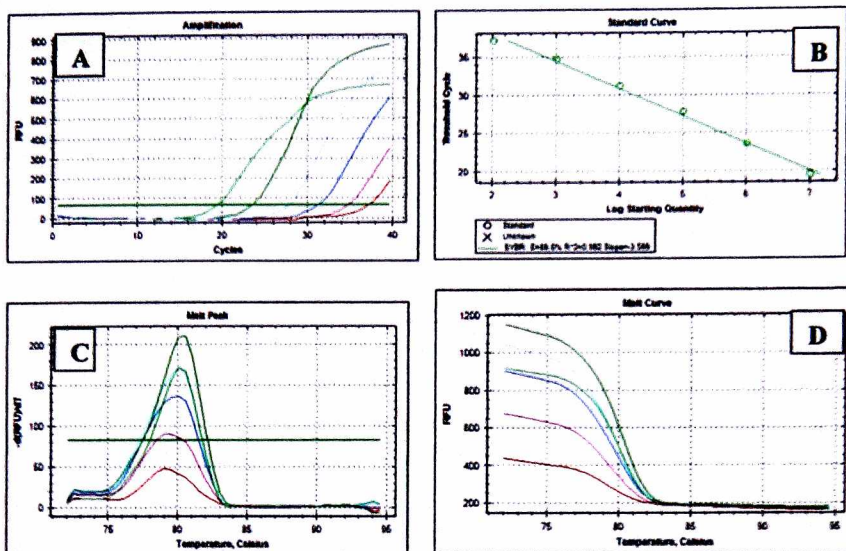 Amplification
A
900
800
700
600
500
400
300
200
100
0
RFU
0 10 20 30 40
Cycles
Standard Curve
B
35
30
25
20
Threshold Cycle
2 3 4 5 6 7
Log Starting Quantity
Standard
Unknown
SYBR
Melt Peak
C
200
150
100
50
0
-d(RFU)/dT
75 80 85 90 95
Temperature, Celsius
Melt Curve
D
1200
1000
800
600
400
200
RFU
75 80 85 90 95
Temperature, Celsius